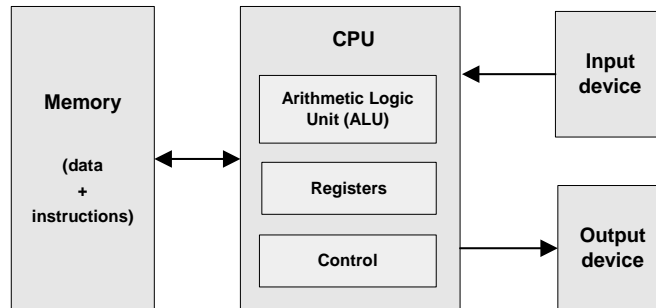 Memory
(data
+
instructions)
CPU
Arithmetic Logic
Unit (ALU)
Registers
Control
Input
device
Output
device